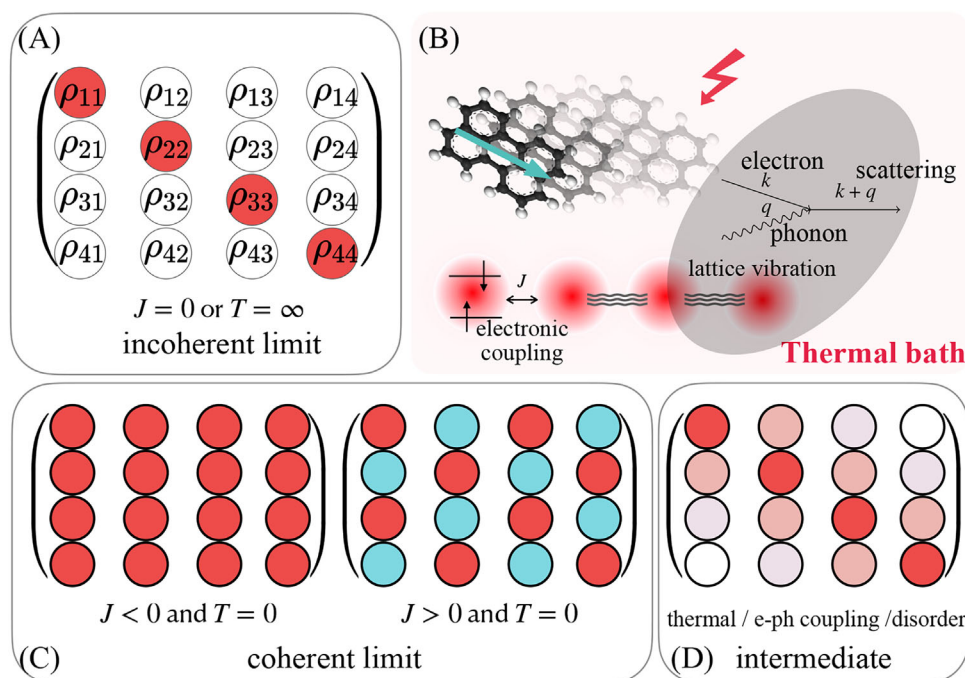 (A)
ρ11 ρ12 ρ13 ρ14
ρ21 ρ22 ρ23 ρ24
ρ31 ρ32 ρ33 ρ34
ρ41 ρ42 ρ43 ρ44
J = 0 or T = ∞
incoherent limit
(B)
electron
scattering
k
k + q
q
phonon
lattice vibration
J
electronic
coupling
Thermal bath
J < 0 and T = 0
J > 0 and T = 0
(C)
coherent limit
thermal / e-ph coupling /disorder
(D)
intermediate